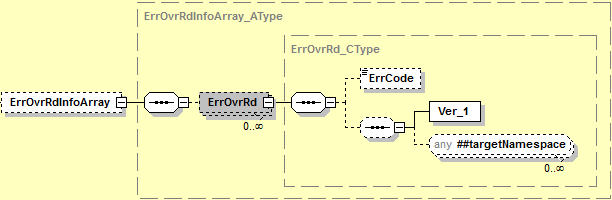 ErrOvrRdInfoArray_AType
ErrOvrRd_CType
ErrCode
ErrOvrRdInfoArray
ErrOvrRd
0..∞
Ver_1
any ##targetNamespace
0..∞